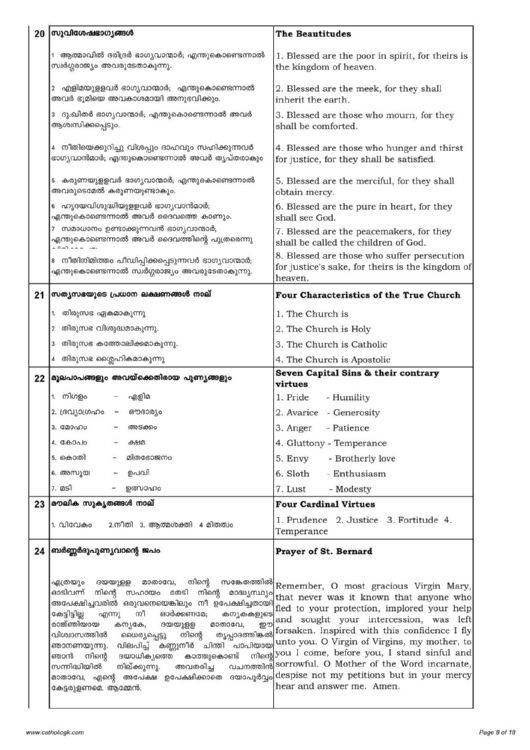 20 സുവിശേഷഭാഗ്യങ്ങൾ
The Beautitudes
1 ആത്മാവിൽ ദരിദ്രർ ഭാഗ്യവാന്മാർ; എന്തുകൊണ്ടെന്നാൽ
സ്വർഗ്ഗരാജ്യം അവരുടേതാകുന്നു.
1. Blessed are the poor in spirit, for theirs is
the kingdom of heaven.
2 എളിമയുള്ളവർ ഭാഗ്യവാന്മാർ; എന്തുകൊണ്ടെന്നാൽ
അവർ ഭൂമിയെ അവകാശമായി അനുഭവിക്കും.
2. Blessed are the meek, for they shall
inherit the earth.
3 ദുഃഖിതർ ഭാഗ്യവാന്മാർ; എന്തുകൊണ്ടെന്നാൽ അവർ
ആശ്വസിക്കപ്പെടും.
3. Blessed are those who mourn, for they
shall be comforted.
4 നീതിയെക്കുറിച്ചു വിശപ്പും ദാഹവും സഹിക്കുന്നവർ
ഭാഗ്യവാൻമാർ; എന്തുകൊണ്ടെന്നാൽ അവർ തൃപ്തരാകും
4. Blessed are those who hunger and thirst
for justice, for they shall be satisfied.
5 കരുണയുള്ളവർ ഭാഗ്യവാന്മാർ; എന്തുകൊണ്ടെന്നാൽ
അവരുടെമേൽ കരുണയുണ്ടാകും.
5. Blessed are the merciful, for they shall
obtain mercy.
6 ഹൃദയവിശുദ്ധിയുള്ളവർ ഭാഗ്യവാൻമാർ;
എന്തുകൊണ്ടെന്നാൽ അവർ ദൈവത്തെ കാണും.
6. Blessed are the pure in heart, for they
shall see God.
7 സമാധാനം ഉണ്ടാക്കുന്നവൻ ഭാഗ്യവാന്മാർ;
എന്തുകൊണ്ടെന്നാൽ അവർ ദൈവത്തിന്റെ പുത്രരെന്നു
7. Blessed are the peacemakers, for they
shall be called the children of God.
8 നീതിനിമിത്തം പീഡിപ്പിക്കപ്പെടുന്നവർ ഭാഗ്യവാന്മാർ;
എന്തുകൊണ്ടെന്നാൽ സ്വർഗ്ഗരാജ്യം അവരുടേതാകുന്നു.
8. Blessed are those who suffer persecution
for justice's sake, for theirs is the kingdom of
heaven.
21 സത്യസഭയുടെ പ്രധാന ലക്ഷണങ്ങൾ നാല്
Four Characteristics of the True Church
1. തിരുസഭ ഏകമാകുന്നു
1. The Church is
2 തിരുസഭ വിശുദ്ധമാകുന്നു.
2. The Church is Holy
3 തിരുസഭ കത്തോലിക്കമാകുന്നു.
3. The Church is Catholic
4 തിരുസഭ ശ്ലൈഹികമാകുന്നു
4. The Church is Apostolic
22 മൂലപാപങ്ങളും അവയ്ക്കെതിരായ പുണ്യങ്ങളും
Seven Capital Sins & their contrary
virtues
1. നിഗളം – എളിമ
1. Pride - Humility
2. ദ്രവ്യാഗ്രഹം – ഔദാര്യം
2. Avarice - Generosity
3. മോഹം – അടക്കം
3. Anger - Patience
4. കോപം – ക്ഷമ
4. Gluttony - Temperance
5. കൊതി – മിതഭോജനം
5. Envy - Brotherly love
6. അസൂയ – ഉപവി
6. Sloth - Enthusiasm
7. മടി – ഉത്സാഹം
7. Lust - Modesty
23 മൗലിക സുകൃതങ്ങൾ നാല്
Four Cardinal Virtues
1. വിവേകം 2.നീതി 3. ആത്മശക്തി 4 മിതത്വം
1. Prudence 2. Justice 3. Fortitude 4.
Temperance
24 ബർണ്ണർദുപുണ്യവാന്റെ ജപം
Prayer of St. Bernard
എത്രയും ദയയുള്ള മാതാവേ, നിന്റെ സങ്കേതത്തിൽ
ഓടിവന്ന് നിന്റെ സഹായം തേടി നിന്റെ മാദ്ധ്യസ്ഥ്യം
അപേക്ഷിച്ചവരിൽ ഒരുവനെയെങ്കിലും നീ ഉപേക്ഷിച്ചതായി
കേട്ടിട്ടില്ല എന്നു നീ ഓർക്കണമേ; കന്യകകളുടെ
രാജ്ഞിയായ കന്യകേ, ദയയുള്ള മാതാവേ, ഈ
വിശ്വാസത്തിൽ ധൈര്യപ്പെട്ടു നിന്റെ തൃപ്പാദത്തിങ്കൽ
ഞാനണയുന്നു. വിലപിച്ച് കണ്ണുനീർ ചിന്തി പാപിയായ
ഞാൻ നിന്റെ ദയാധിക്യത്തെ കാത്തുകൊണ്ട് നിന്റെ
സന്നിദ്ധിയിൽ നില്ക്കുന്നു. അവതരിച്ച വചനത്തിൻ
മാതാവേ, എന്റെ അപേക്ഷ ഉപേക്ഷിക്കാതെ ദയാപൂർവ്വം
കേട്ടരുളണമെ. ആമ്മേൻ.
Remember, O most gracious Virgin Mary,
that never was it known that anyone who
fled to your protection, implored your help
and sought your intercession, was left
forsaken. Inspired with this confidence I fly
unto you. O Virgin of Virgins, my mother, to
you I come, before you, I stand sinful and
sorrowful. O Mother of the Word incarnate,
despise not my petitions but in your mercy
hear and answer me. Amen.
www.cathologk.com
Page 8 of 18